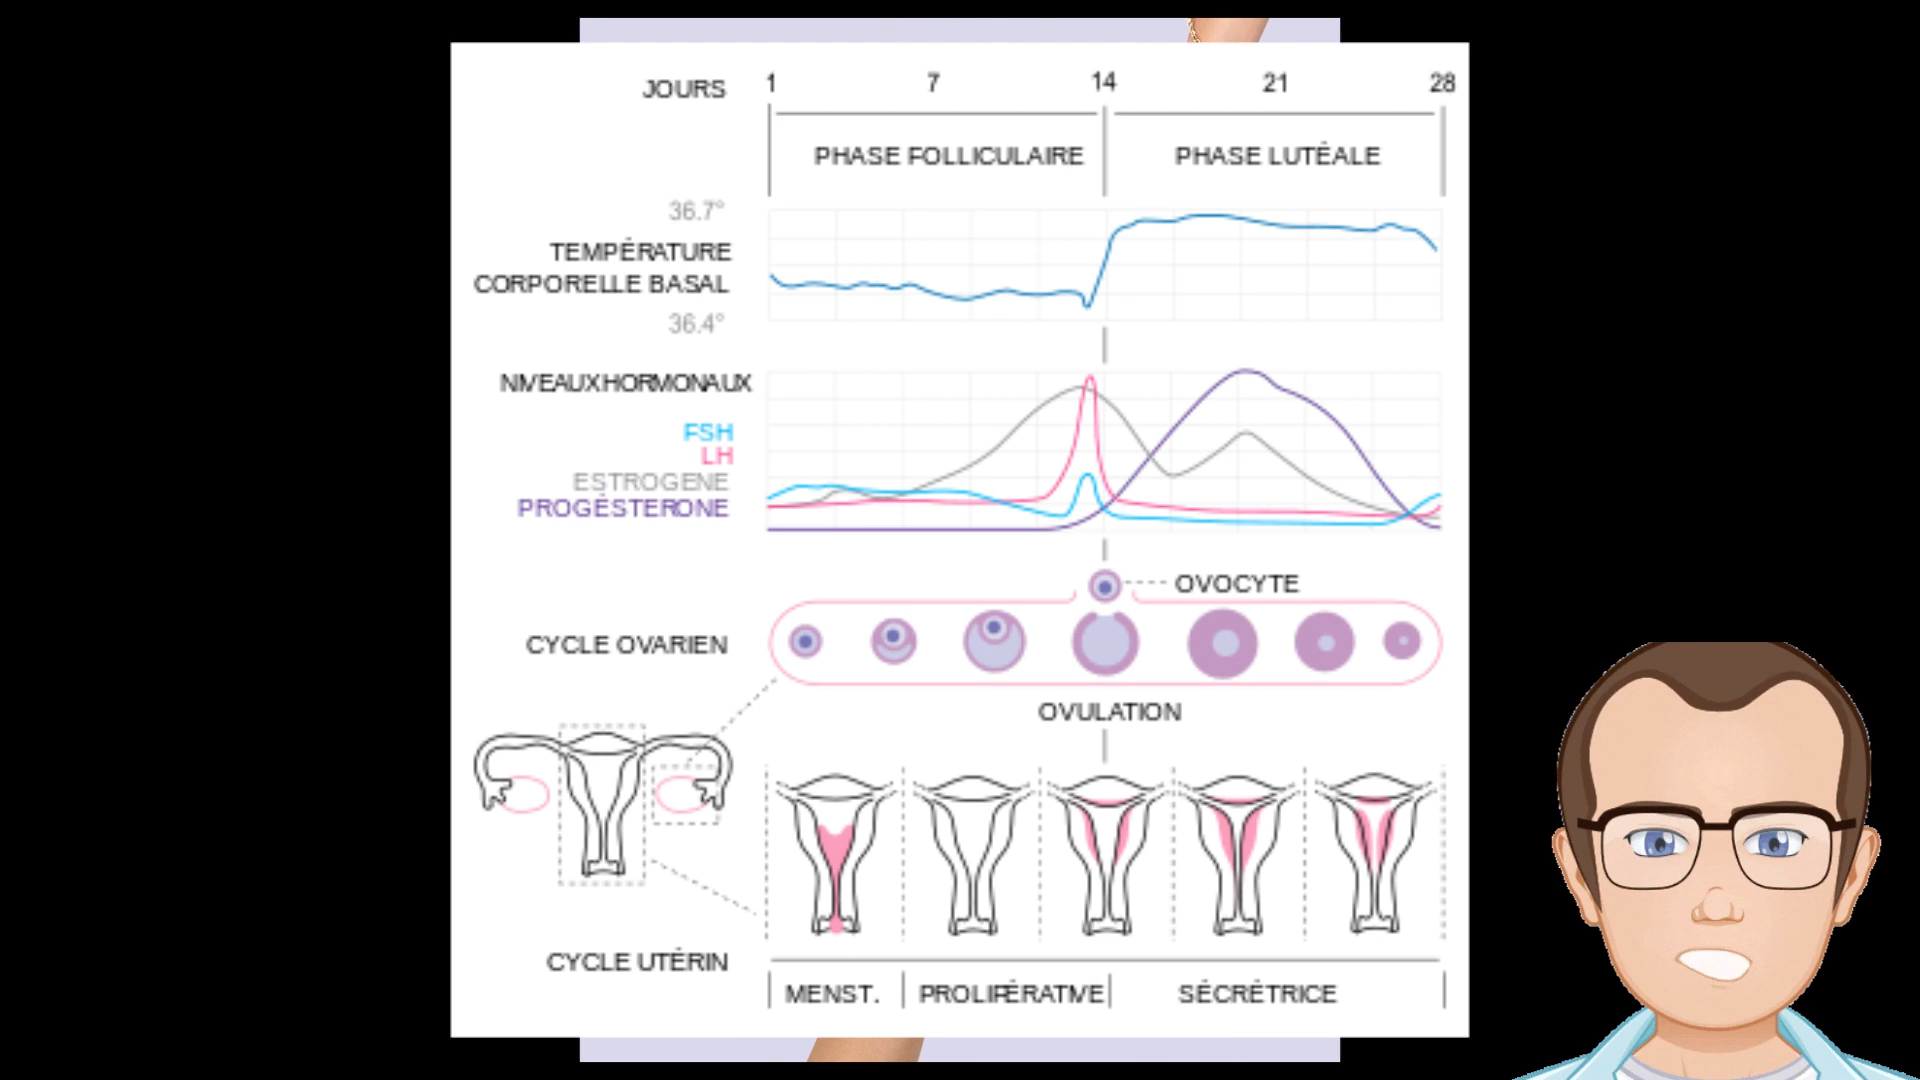 JOURS 1 7 14 21 28
PHASE FOLLICULAIRE PHASE LUTÉALE
36.7°
TEMPÉRATURE
CORPORELLE BASAL
36.4°
NIVEAUX HORMONAUX
FSH
LH
ESTROGENE
PROGÉSTERONE
OVOCYTE
CYCLE OVARIEN
OVULATION
CYCLE UTÉRIN
MENST. PROLIFÉRATIVE SÉCRÉTRICE